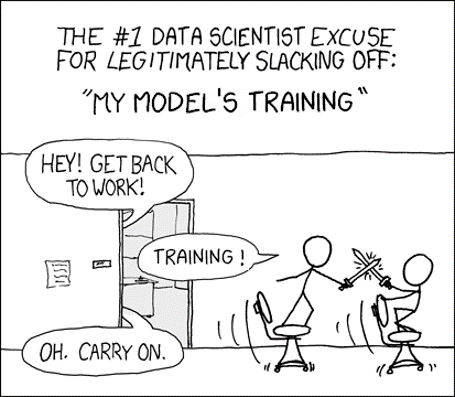 THE #1 DATA SCIENTIST EXCUSE
FOR LEGITIMATELY SLACKING OFF:
"MY MODEL'S TRAINING"
HEY! GET BACK
TO WORK!
TRAINING!
OH. CARRY ON.